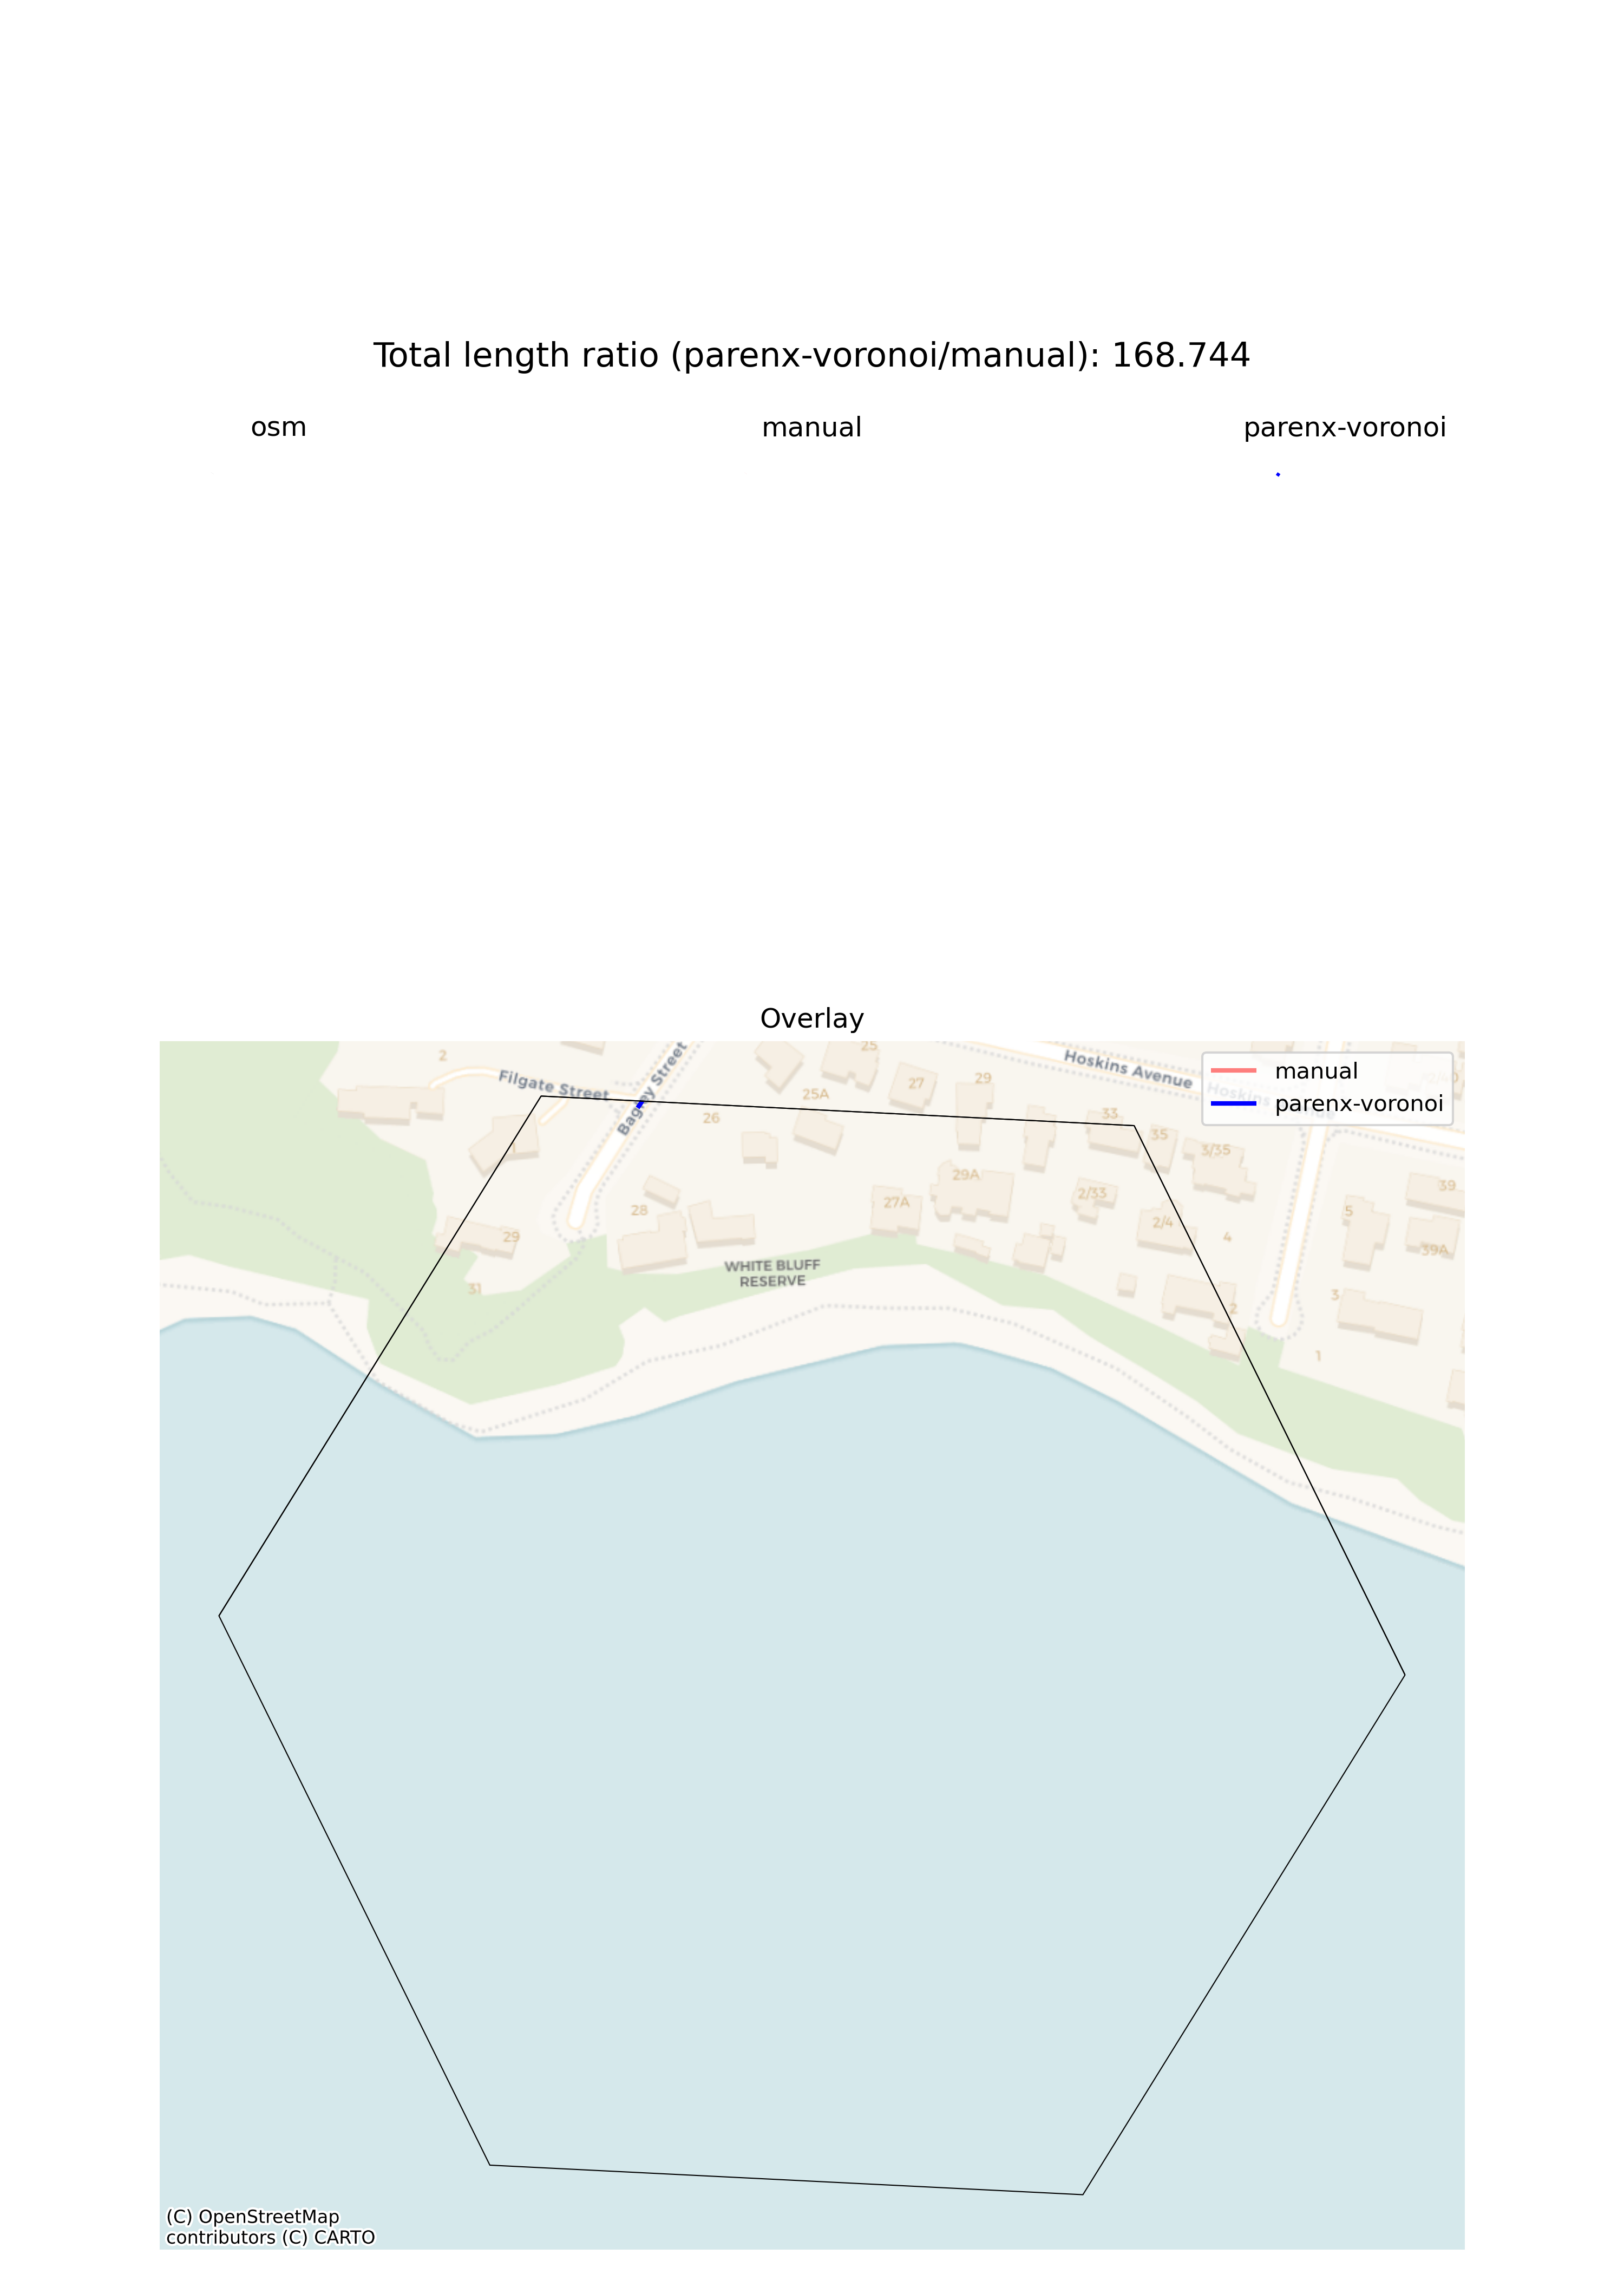 Total length ratio (parenx-voronoi/manual): 168.744
osm
manual
parenx-voronoi
Overlay
manual
parenx-voronoi
Hoskins Avenue
Filgate Street
2
25
25A
27
29
26
33
35
3/35
29A
2/33
39
28
27A
2/4
4
5
39A
29
31
WHITE BLUFF
RESERVE
2
3
1
(C) OpenStreetMap
contributors (C) CARTO